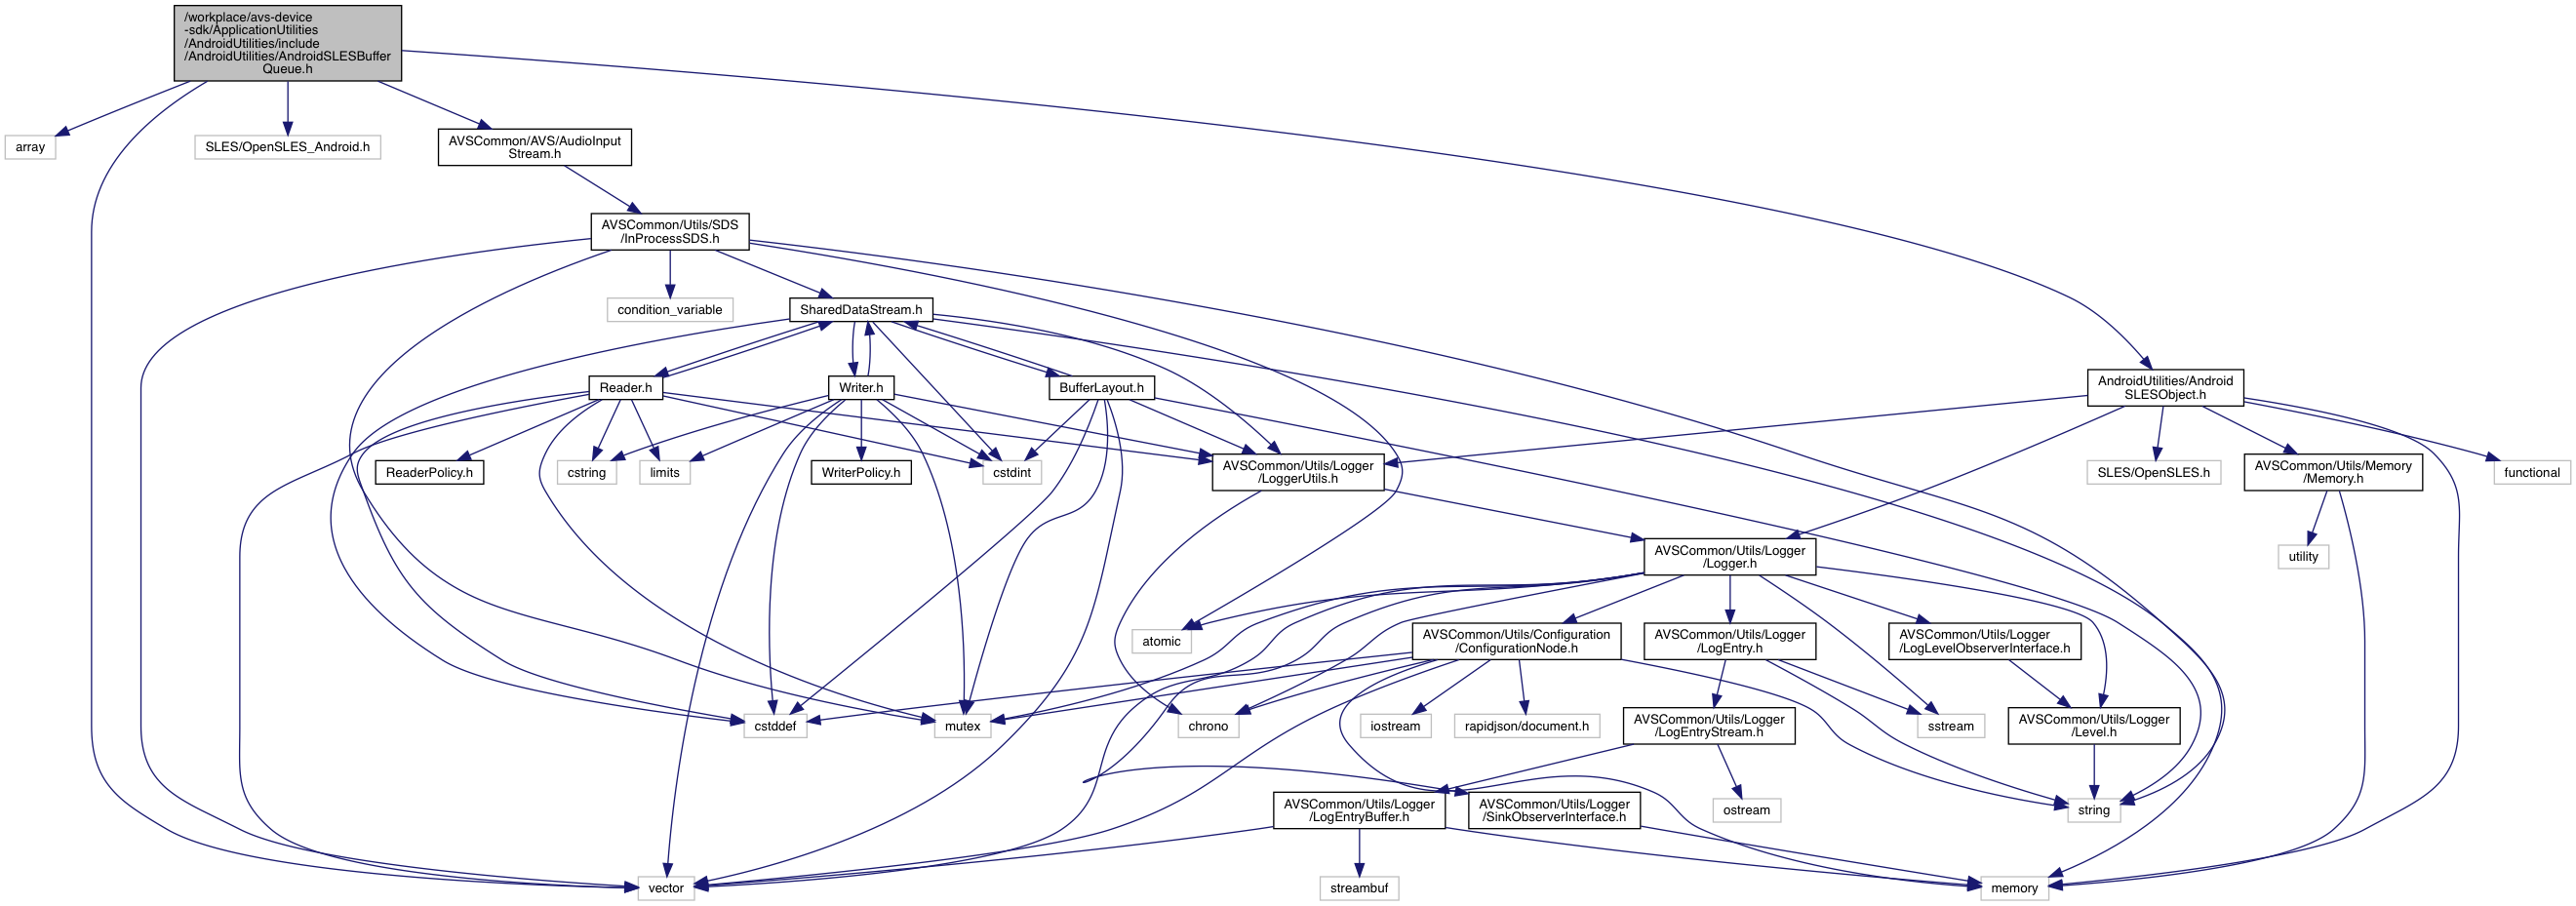 /workplace/avs-device
-sdk/ApplicationUtilities
/AndroidUtilities/include
/AndroidUtilities/AndroidSLESBuffer
Queue.h
array
SLES/OpenSLES_Android.h
AVSCommon/AVS/AudioInput
Stream.h
AVSCommon/Utils/SDS
/InProcessSDS.h
condition_variable
SharedDataStream.h
Reader.h
Writer.h
BufferLayout.h
AndroidUtilities/Android
SLESObject.h
ReaderPolicy.h
cstring
limits
WriterPolicy.h
cstdint
AVSCommon/Utils/Logger
/LoggerUtils.h
SLES/OpenSLES.h
AVSCommon/Utils/Memory
/Memory.h
functional
AVSCommon/Utils/Logger
/Logger.h
utility
atomic
AVSCommon/Utils/Configuration
/ConfigurationNode.h
AVSCommon/Utils/Logger
/LogEntry.h
AVSCommon/Utils/Logger
/LogLevelObserverInterface.h
cstddef
mutex
chrono
iostream
rapidjson/document.h
AVSCommon/Utils/Logger
/LogEntryStream.h
sstream
AVSCommon/Utils/Logger
/Level.h
AVSCommon/Utils/Logger
/LogEntryBuffer.h
AVSCommon/Utils/Logger
/SinkObserverInterface.h
ostream
string
vector
streambuf
memory